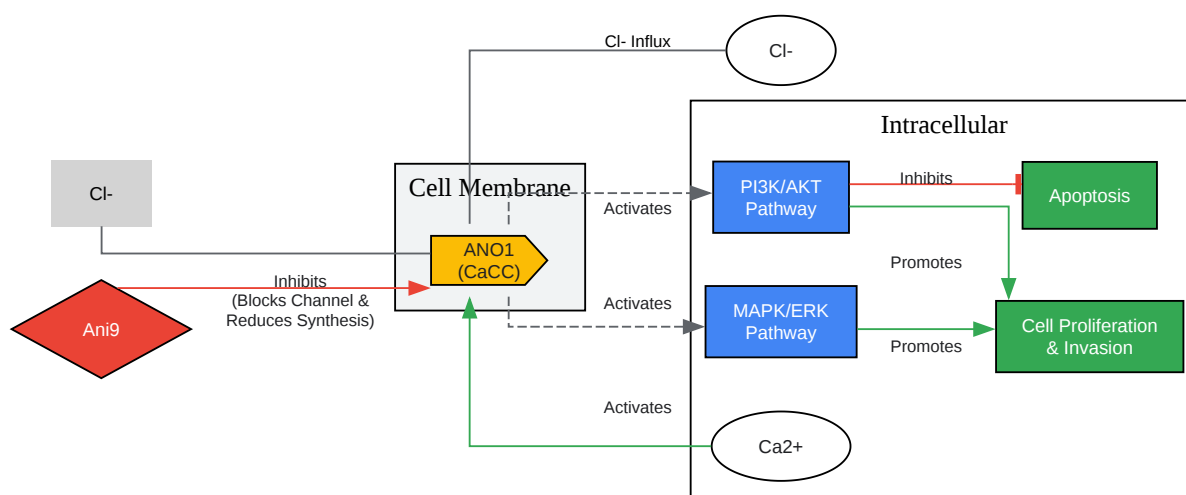 Cl- Influx
Cl-
Intracellular
Cl-
Cell Membrane
PI3K/AKT
Pathway
Inhibits
Apoptosis
Activates
ANO1
(CaCC)
Promotes
Inhibits
(Blocks Channel &
Reduces Synthesis)
Ani9
Activates
MAPK/ERK
Pathway
Promotes
Cell Proliferation
& Invasion
Activates
Ca2+